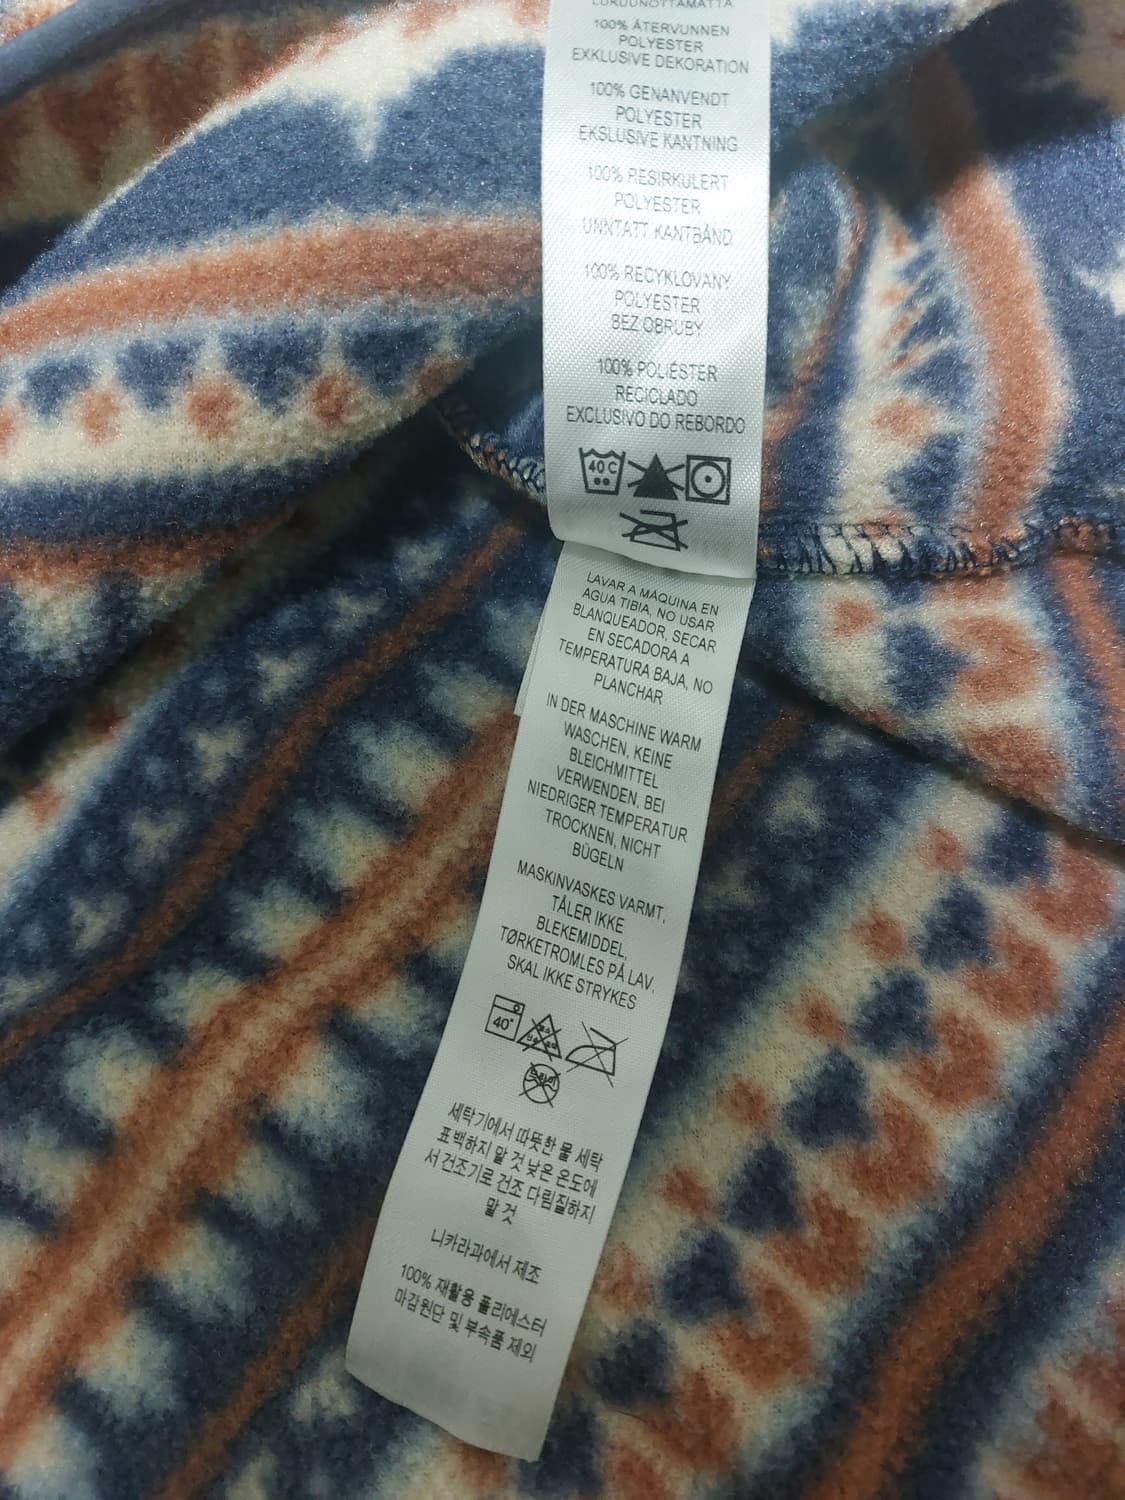 100% ÅTERVUNNEN
POLYESTER
EXKLUSIVE DEKORATION
100% GENANVENDT
POLYESTER
EKSLUSIVE KANTNING
100% RESIRKULERT
POLYESTER
UNNTATT KANTBÅND
100% RECYKLOVANY
POLYESTER
BEZ OBRUBY
100% POLIÉSTER
RECICLADO
EXCLUSIVO DO REBORDO
40 C
LAVAR A MAQUINA EN
AGUA TIBIA, NO USAR
BLANQUEADOR, SECAR
EN SECADORA A
TEMPERATURA BAJA, NO
PLANCHAR
IN DER MASCHINE WARM
WASCHEN, KEINE
BLEICHMITTEL
VERWENDEN, BEI
NIEDRIGER TEMPERATUR
TROCKNEN, NICHT
BÜGELN
MASKINVASKES VARMT,
TÅLER IKKE
BLEKEMIDDEL,
TØRKETROMLES PÅ LAV,
SKAL IKKE STRYKES
40°
세탁기에서 따뜻한 물 세탁
표백하지 말 것 낮은 온도에
서 건조기로 건조 다림질하지
말 것
니카라과에서 제조
100% 재활용 폴리에스터
마감원단 및 부속품 제외